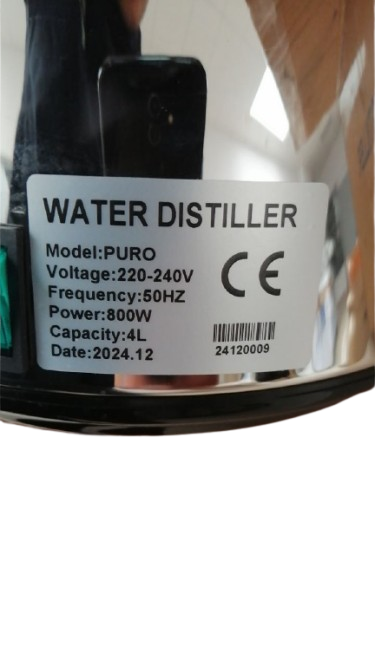 WATER DISTILLER
Model:PURO
Voltage:220-240V
Frequency:50HZ
Power:800W
Capacity:4L
Date:2024.12
CE
24120009